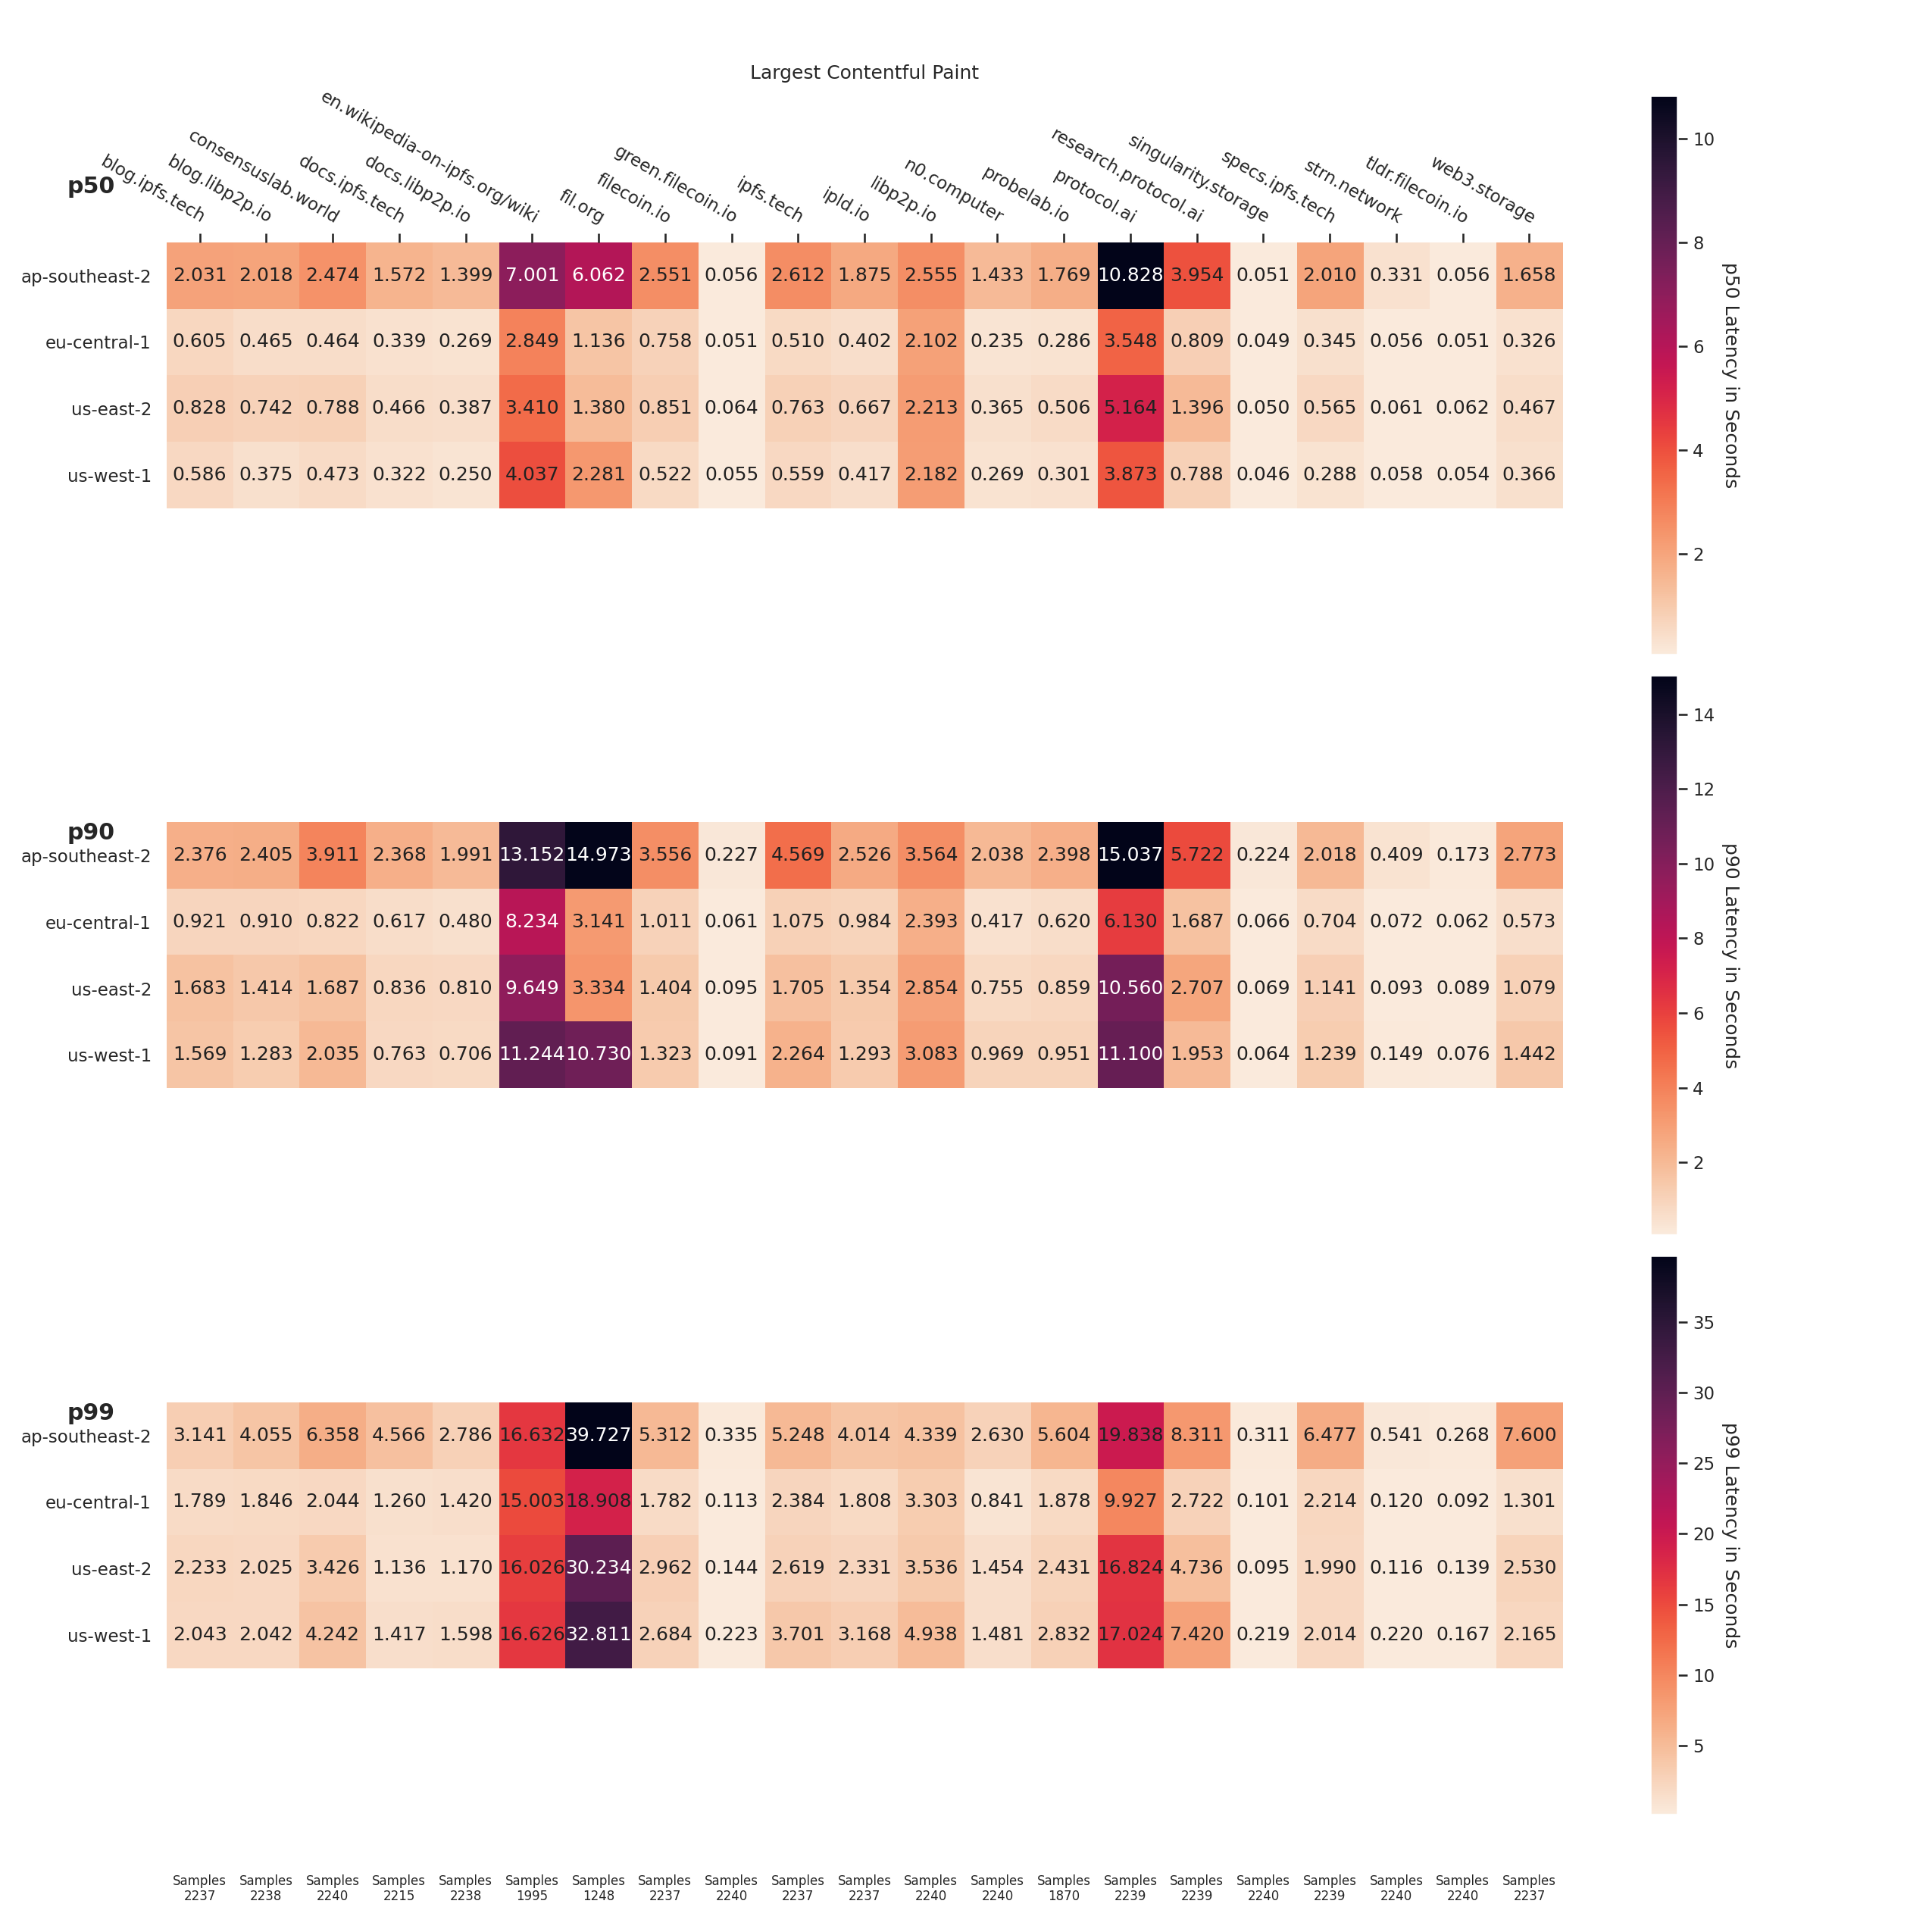 Largest Contentful Paint
p50
blog.ipfs.tech
blog.libp2p.io
consensuslab.world
docs.ipfs.tech
docs.libp2p.io
en.wikipedia-on-ipfs.org/wiki
fil.org
filecoin.io
green.filecoin.io
ipfs.tech
ipld.io
libp2p.io
n0.computer
probelab.io
protocol.ai
research.protocol.ai
singularity.storage
specs.ipfs.tech
strn.network
tldr.filecoin.io
web3.storage
ap-southeast-2 2.031 2.018 2.474 1.572 1.399 7.001 6.062 2.551 0.056 2.612 1.875 2.555 1.433 1.769 10.828 3.954 0.051 2.010 0.331 0.056 1.658
eu-central-1 0.605 0.465 0.464 0.339 0.269 2.849 1.136 0.758 0.051 0.510 0.402 2.102 0.235 0.286 3.548 0.809 0.049 0.345 0.056 0.051 0.326
us-east-2 0.828 0.742 0.788 0.466 0.387 3.410 1.380 0.851 0.064 0.763 0.667 2.213 0.365 0.506 5.164 1.396 0.050 0.565 0.061 0.062 0.467
us-west-1 0.586 0.375 0.473 0.322 0.250 4.037 2.281 0.522 0.055 0.559 0.417 2.182 0.269 0.301 3.873 0.788 0.046 0.288 0.058 0.054 0.366
10
8
6
4
2
p50 Latency in Seconds
p90
ap-southeast-2 2.376 2.405 3.911 2.368 1.991 13.152 14.973 3.556 0.227 4.569 2.526 3.564 2.038 2.398 15.037 5.722 0.224 2.018 0.409 0.173 2.773
eu-central-1 0.921 0.910 0.822 0.617 0.480 8.234 3.141 1.011 0.061 1.075 0.984 2.393 0.417 0.620 6.130 1.687 0.066 0.704 0.072 0.062 0.573
us-east-2 1.683 1.414 1.687 0.836 0.810 9.649 3.334 1.404 0.095 1.705 1.354 2.854 0.755 0.859 10.560 2.707 0.069 1.141 0.093 0.089 1.079
us-west-1 1.569 1.283 2.035 0.763 0.706 11.244 10.730 1.323 0.091 2.264 1.293 3.083 0.969 0.951 11.100 1.953 0.064 1.239 0.149 0.076 1.442
14
12
10
8
6
4
2
p90 Latency in Seconds
p99
ap-southeast-2 3.141 4.055 6.358 4.566 2.786 16.632 39.727 5.312 0.335 5.248 4.014 4.339 2.630 5.604 19.838 8.311 0.311 6.477 0.541 0.268 7.600
eu-central-1 1.789 1.846 2.044 1.260 1.420 15.003 18.908 1.782 0.113 2.384 1.808 3.303 0.841 1.878 9.927 2.722 0.101 2.214 0.120 0.092 1.301
us-east-2 2.233 2.025 3.426 1.136 1.170 16.026 30.234 2.962 0.144 2.619 2.331 3.536 1.454 2.431 16.824 4.736 0.095 1.990 0.116 0.139 2.530
us-west-1 2.043 2.042 4.242 1.417 1.598 16.626 32.811 2.684 0.223 3.701 3.168 4.938 1.481 2.832 17.024 7.420 0.219 2.014 0.220 0.167 2.165
35
30
25
20
15
10
5
p99 Latency in Seconds
Samples Samples Samples Samples Samples Samples Samples Samples Samples Samples Samples Samples Samples Samples Samples Samples Samples Samples Samples Samples Samples
2237 2238 2240 2215 2238 1995 1248 2237 2240 2237 2237 2240 2240 1870 2239 2239 2240 2239 2240 2240 2237